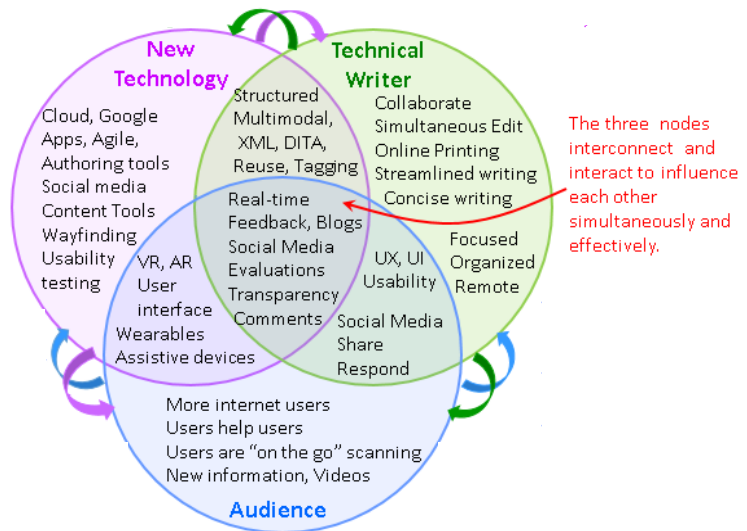 New
Technology
Technical
Writer
Cloud, Google
Apps, Agile,
Authoring tools
Social media
Content Tools
Wayfinding
Usability
testing
Structured
Multimodal,
XML, DITA,
Reuse, Tagging
Collaborate
Simultaneous Edit
Online Printing
Streamlined writing
Concise writing
Focused
Organized
Remote
The three nodes
interconnect and
interact to influence
each other
simultaneously and
effectively.
Real-time
Feedback, Blogs
Social Media
Evaluations
Transparency
Comments
VR, AR
User
interface
Wearables
Assistive devices
UX, UI
Usability
Social Media
Share
Respond
More internet users
Users help users
Users are "on the go" scanning
New information, Videos
Audience